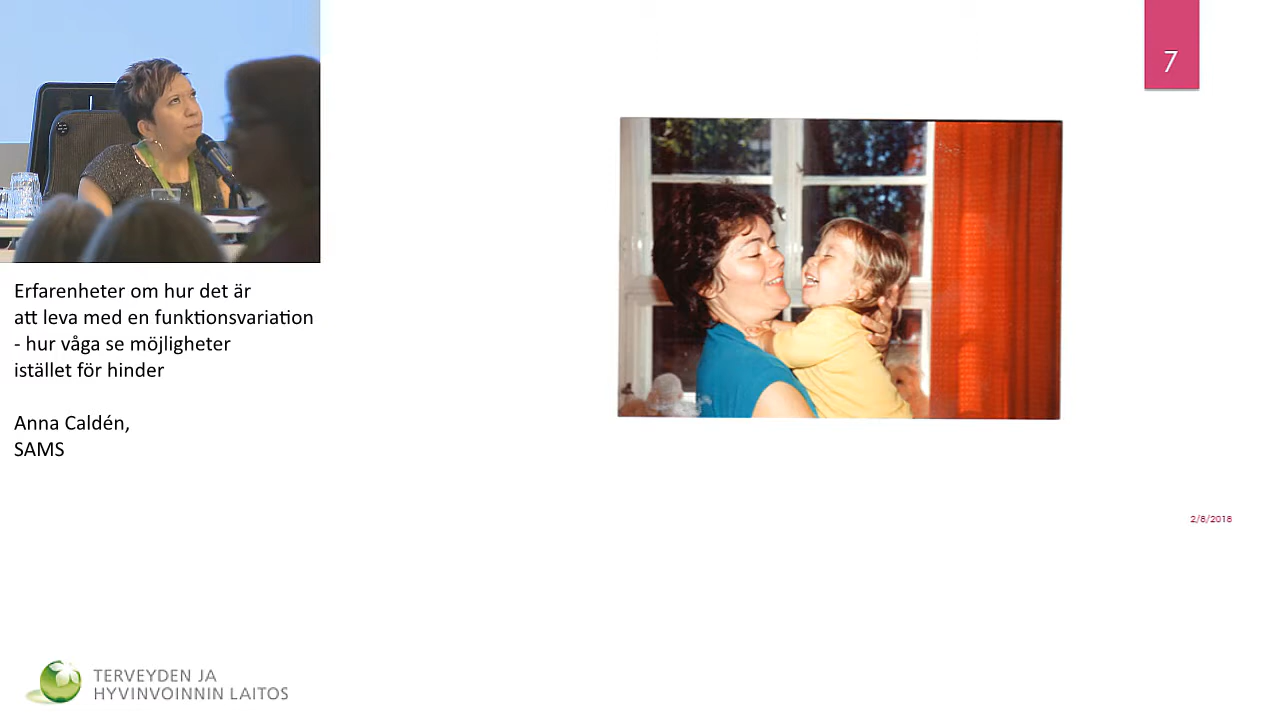 7
Erfarenheter om hur det är
att leva med en funktionsvariation
- hur våga se möjligheter
istället för hinder
Anna Caldén,
SAMS
2/8/2018
TERVEYDEN JA
HYVINVOINNIN LAITOS